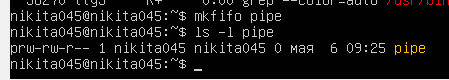 nikita045@nikita045:~$ mkfifo pipe
nikita045@nikita045:~$ ls -l pipe
prw-rw-r-- 1 nikita045 nikita045 0 мая  6 09:25 pipe
nikita045@nikita045:~$ _